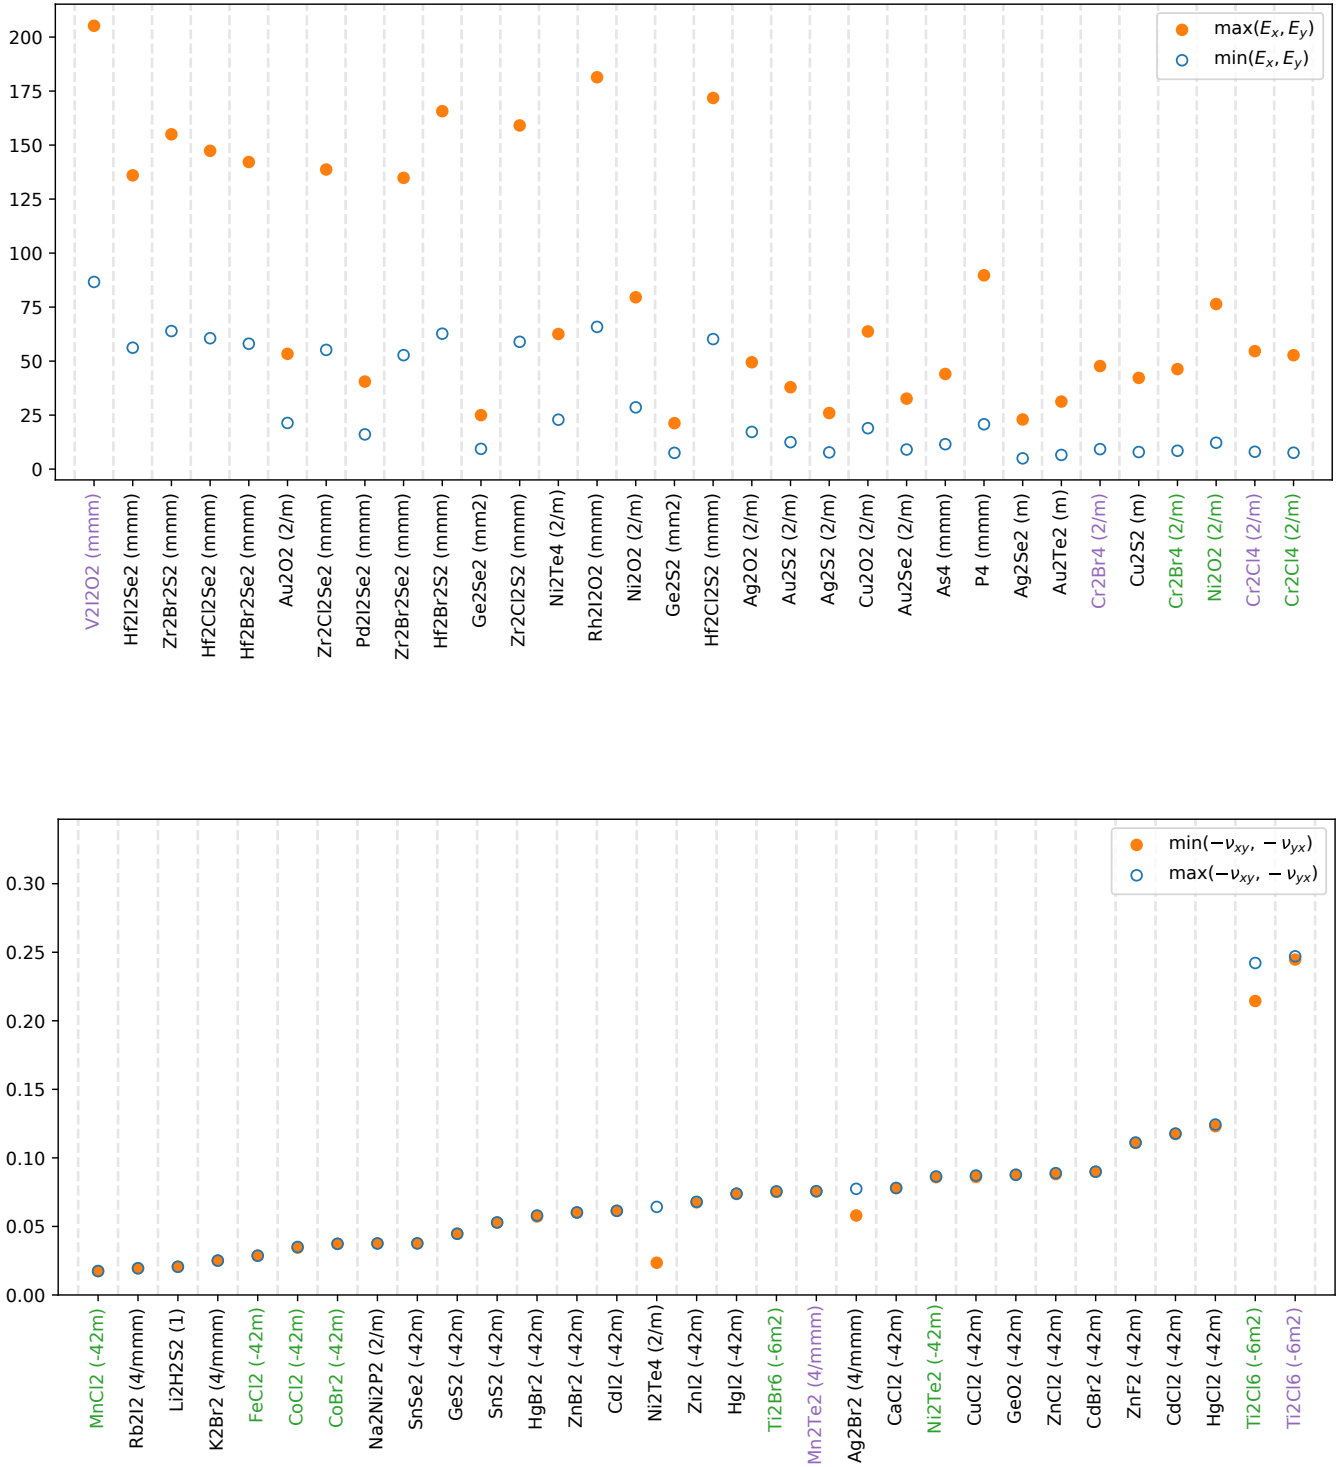 200
175
150
125
100
75
50
25
0
max(E_x, E_y)
min(E_x, E_y)
V2I2O2 (mmm)
Hf2I2Se2 (mmm)
Zr2Br2S2 (mmm)
Hf2Cl2Se2 (mmm)
Hf2Br2Se2 (mmm)
Au2O2 (2/m)
Zr2Cl2Se2 (mmm)
Pd2I2Se2 (mmm)
Zr2Br2Se2 (mmm)
Hf2Br2S2 (mmm)
Ge2Se2 (mm2)
Zr2Cl2S2 (mmm)
Ni2Te4 (2/m)
Rh2I2O2 (mmm)
Ni2O2 (2/m)
Ge2S2 (mm2)
Hf2Cl2S2 (mmm)
Ag2O2 (2/m)
Au2S2 (2/m)
Ag2S2 (2/m)
Cu2O2 (2/m)
Au2Se2 (2/m)
As4 (mmm)
P4 (mmm)
Ag2Se2 (m)
Au2Te2 (m)
Cr2Br4 (2/m)
Cu2S2 (m)
Cr2Br4 (2/m)
Ni2O2 (2/m)
Cr2Cl4 (2/m)
Cr2Cl4 (2/m)
0.30
0.25
0.20
0.15
0.10
0.05
0.00
min(−ν_xy, −ν_yx)
max(−ν_xy, −ν_yx)
MnCl2 (-42m)
Rb2I2 (4/mmm)
Li2H2S2 (1)
K2Br2 (4/mmm)
FeCl2 (-42m)
CoCl2 (-42m)
CoBr2 (-42m)
Na2Ni2P2 (2/m)
SnSe2 (-42m)
GeS2 (-42m)
SnS2 (-42m)
HgBr2 (-42m)
ZnBr2 (-42m)
CdI2 (-42m)
Ni2Te4 (2/m)
ZnI2 (-42m)
HgI2 (-42m)
Ti2Br6 (-6m2)
Mn2Te2 (4/mmm)
Ag2Br2 (4/mmm)
CaCl2 (-42m)
Ni2Te2 (-42m)
CuCl2 (-42m)
GeO2 (-42m)
ZnCl2 (-42m)
CdBr2 (-42m)
ZnF2 (-42m)
CdCl2 (-42m)
HgCl2 (-42m)
Ti2Cl6 (-6m2)
Ti2Cl6 (-6m2)